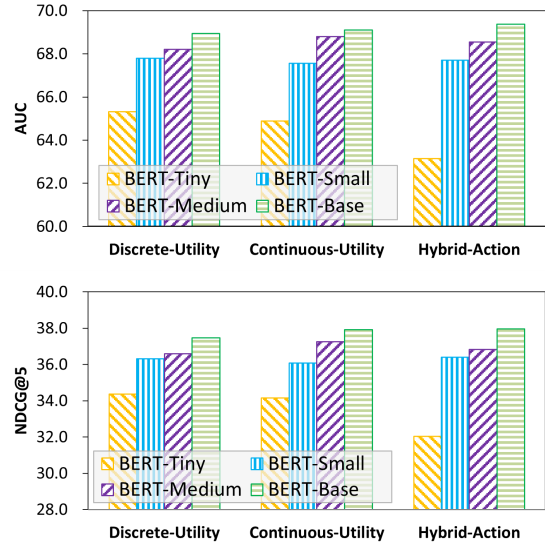 70.0
68.0
66.0
64.0
62.0
60.0
AUC
BERT-Tiny BERT-Small
BERT-Medium BERT-Base
Discrete-Utility Continuous-Utility Hybrid-Action
40.0
38.0
36.0
34.0
32.0
30.0
28.0
NDCG@5
BERT-Tiny BERT-Small
BERT-Medium BERT-Base
Discrete-Utility Continuous-Utility Hybrid-Action